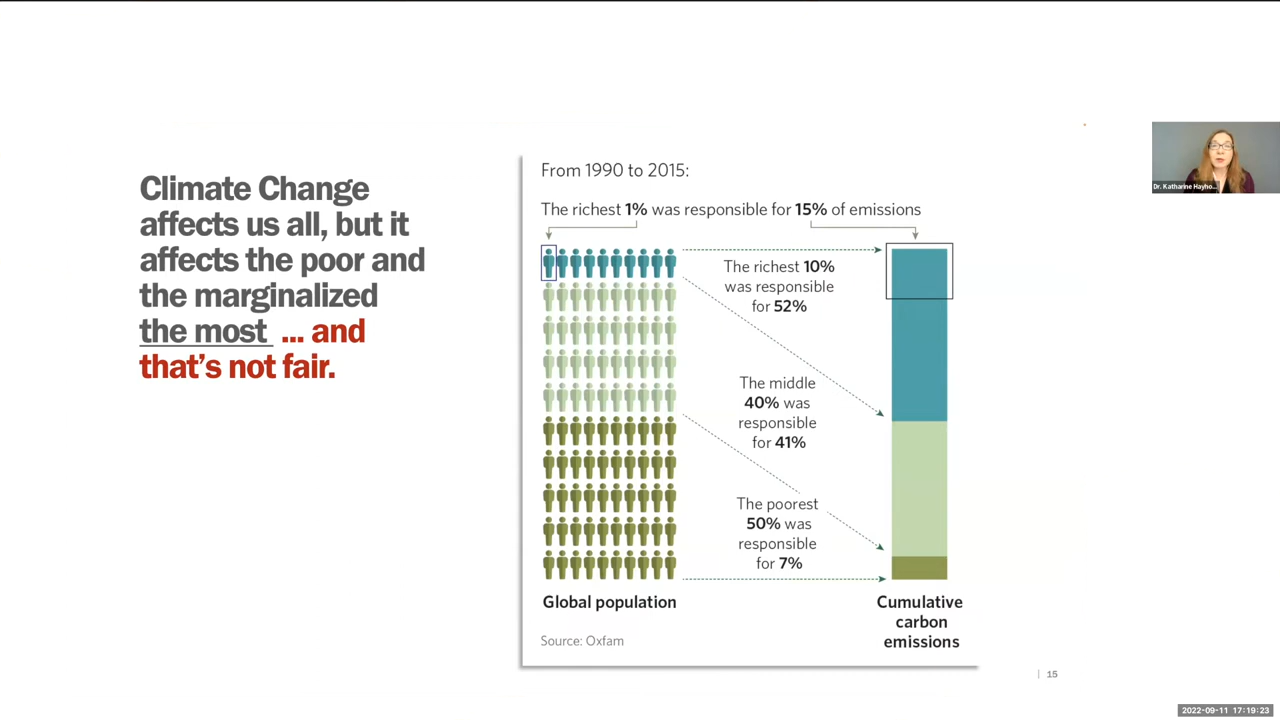 Climate Change
affects us all, but it
affects the poor and
the marginalized
the most ... and
that's not fair.
From 1990 to 2015:
The richest 1% was responsible for 15% of emissions
The richest 10%
was responsible
for 52%
The middle
40% was
responsible
for 41%
The poorest
50% was
responsible
for 7%
Global population
Cumulative
carbon
emissions
Source: Oxfam
15
Dr. Katharine Hayho...
2022-09-11 17:19:23